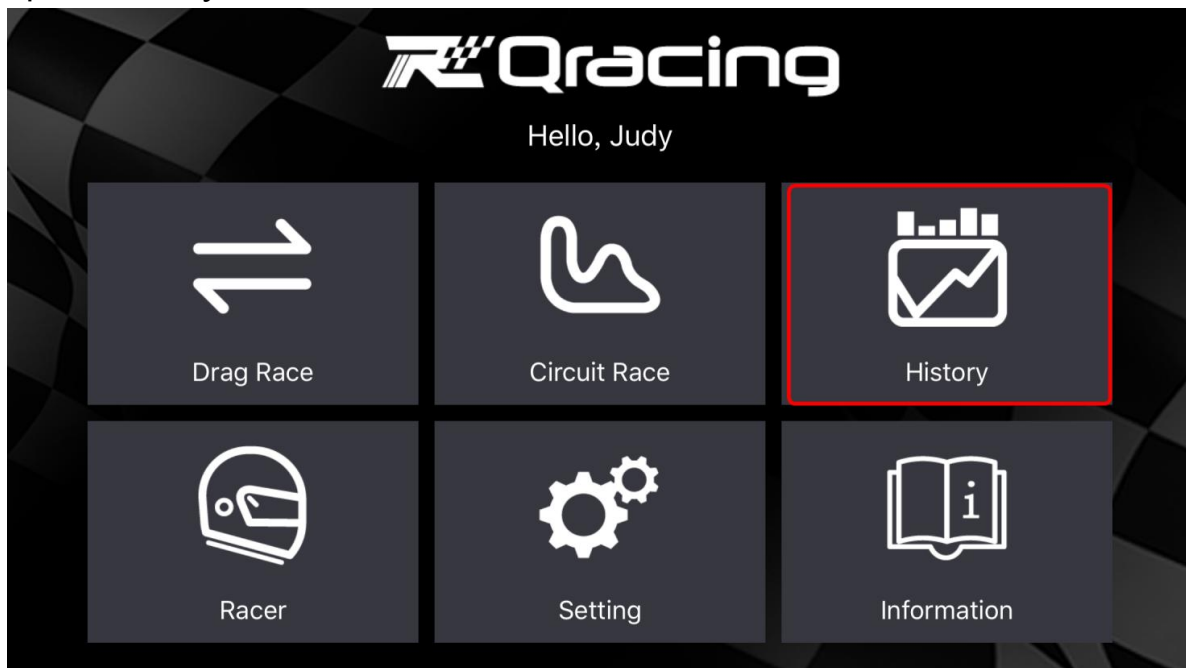 Qracing
Hello, Judy
Drag Race
Circuit Race
History
i
Racer
Setting
Information